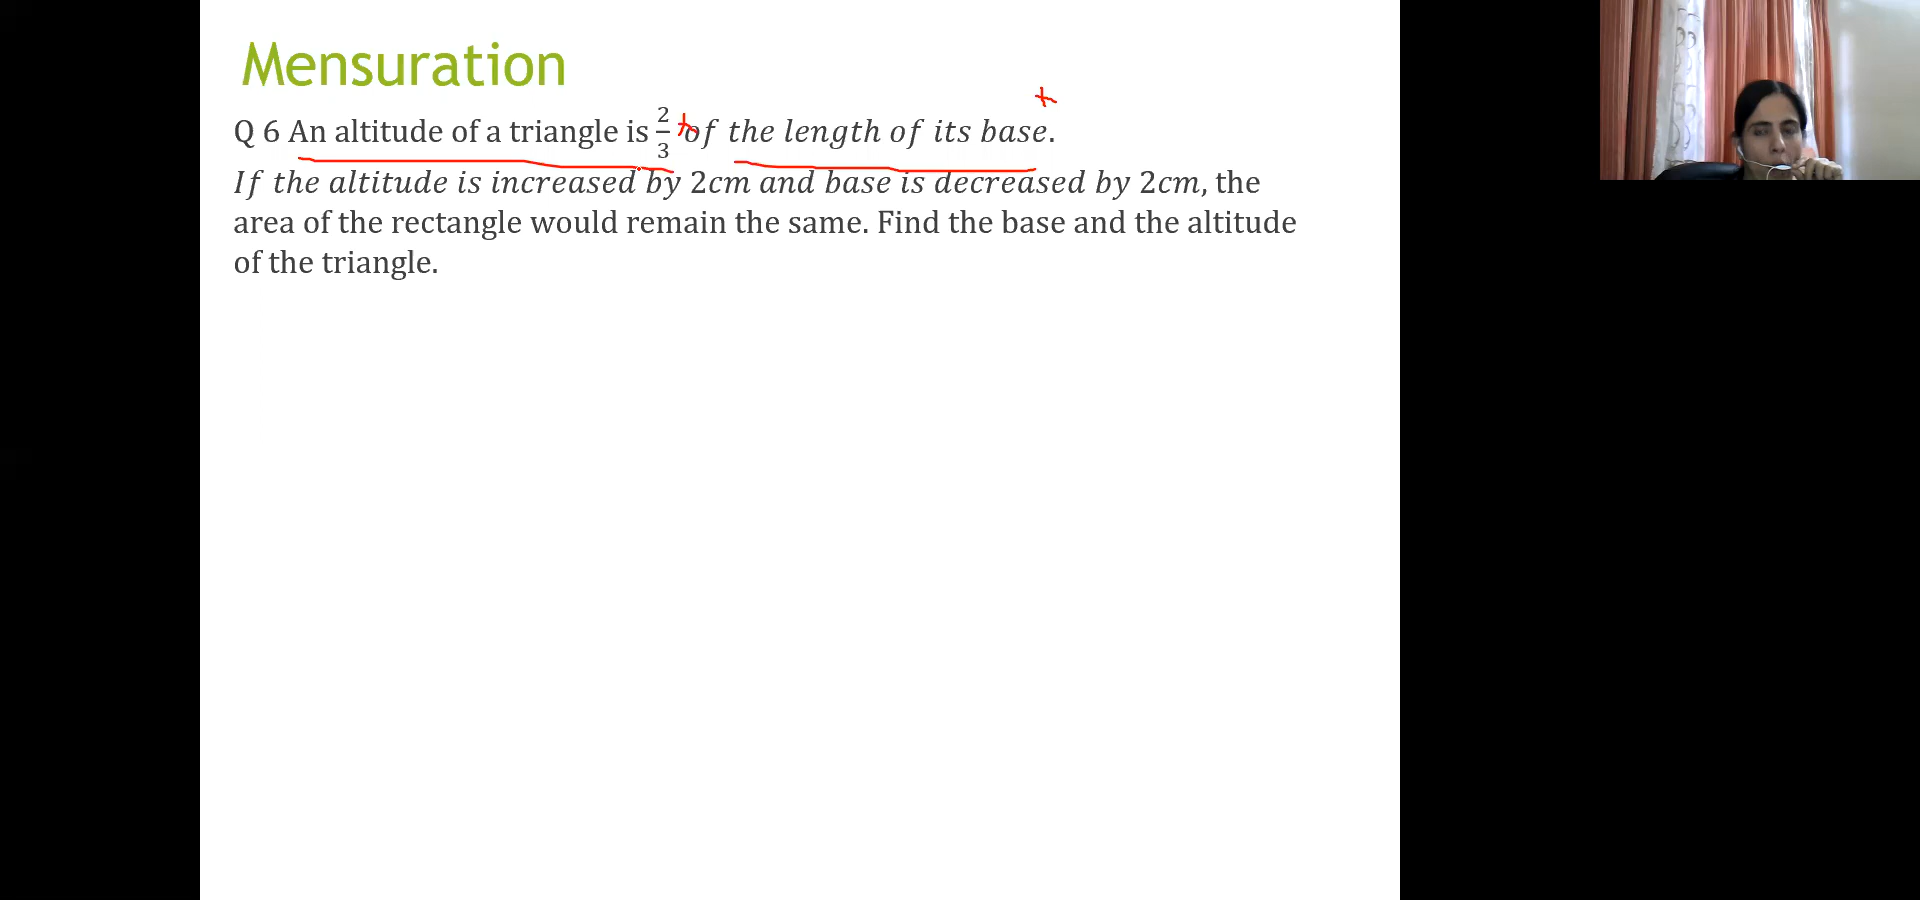 Mensuration
x
Q 6 An altitude of a triangle is 2/3 x of the length of its base.
If the altitude is increased by 2cm and base is decreased by 2cm, the
area of the rectangle would remain the same. Find the base and the altitude
of the triangle.